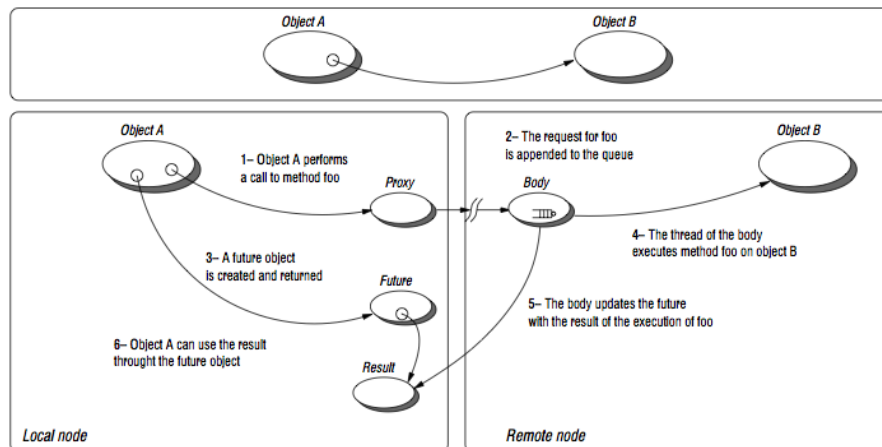 Object A
Object B
Object A
1– Object A performs
a call to method foo
Proxy
3– A future object
is created and returned
Future
6– Object A can use the result
throught the future object
Result
Local node
2– The request for foo
is appended to the queue
Object B
Body
4– The thread of the body
executes method foo on object B
5– The body updates the future
with the result of the execution of foo
Remote node